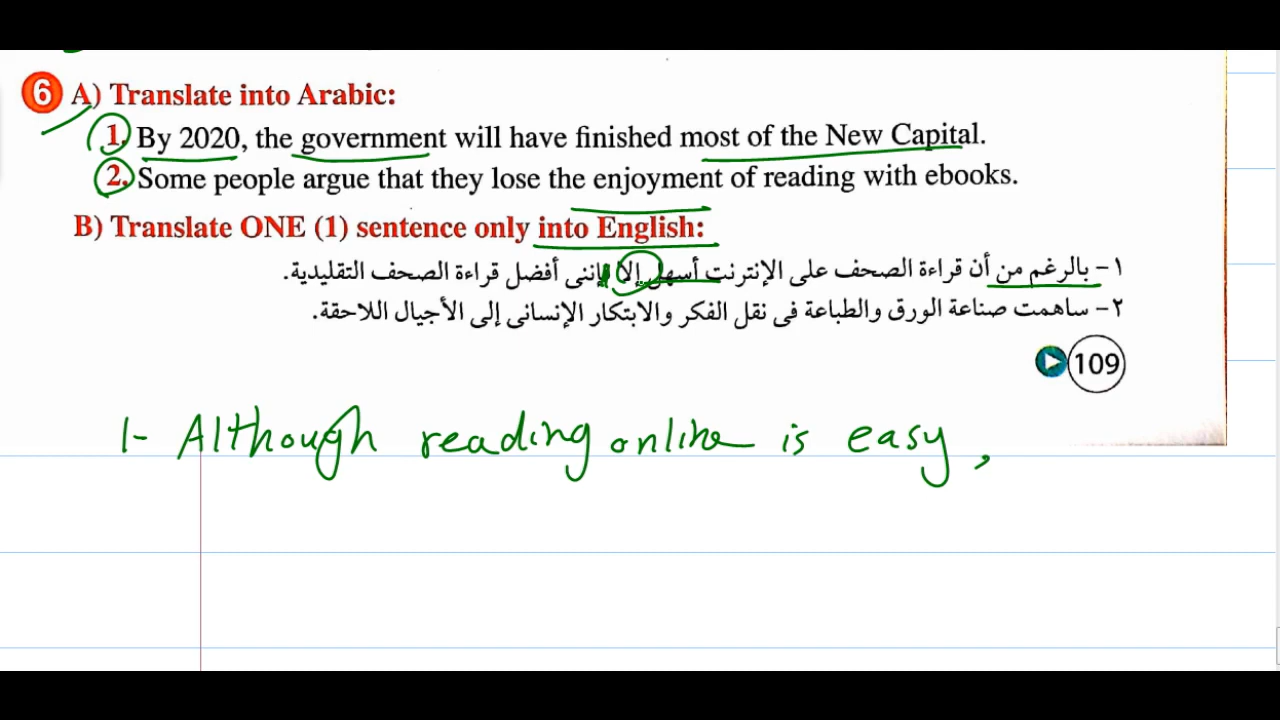 6 A) Translate into Arabic:
1. By 2020, the government will have finished most of the New Capital.
2. Some people argue that they lose the enjoyment of reading with ebooks.
B) Translate ONE (1) sentence only into English:
١- بالرغم من أن قراءة الصحف على الإنترنت أسهل إلا إننى أفضل قراءة الصحف التقليدية.
٢- ساهمت صناعة الورق والطباعة فى نقل الفكر والابتكار الإنسانى إلى الأجيال اللاحقة.
109
1- Although reading online is easy,